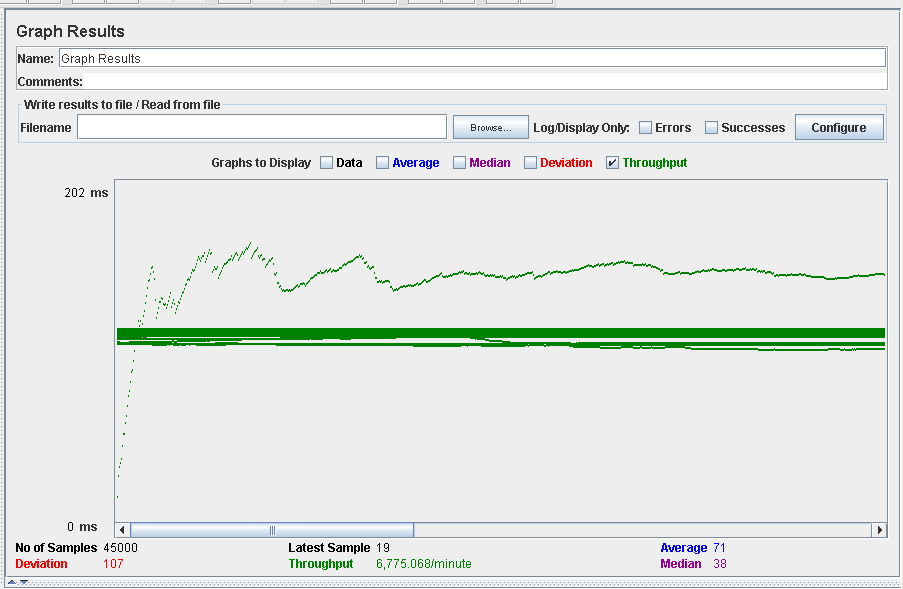 Graph Results
Name: Graph Results
Comments:
Write results to file / Read from file
Filename Browse... Log/Display Only: Errors Successes Configure
Graphs to Display Data Average Median Deviation Throughput
202 ms
0 ms
No of Samples 45000 Latest Sample 19 Average 71
Deviation 107 Throughput 6,775.068/minute Median 38